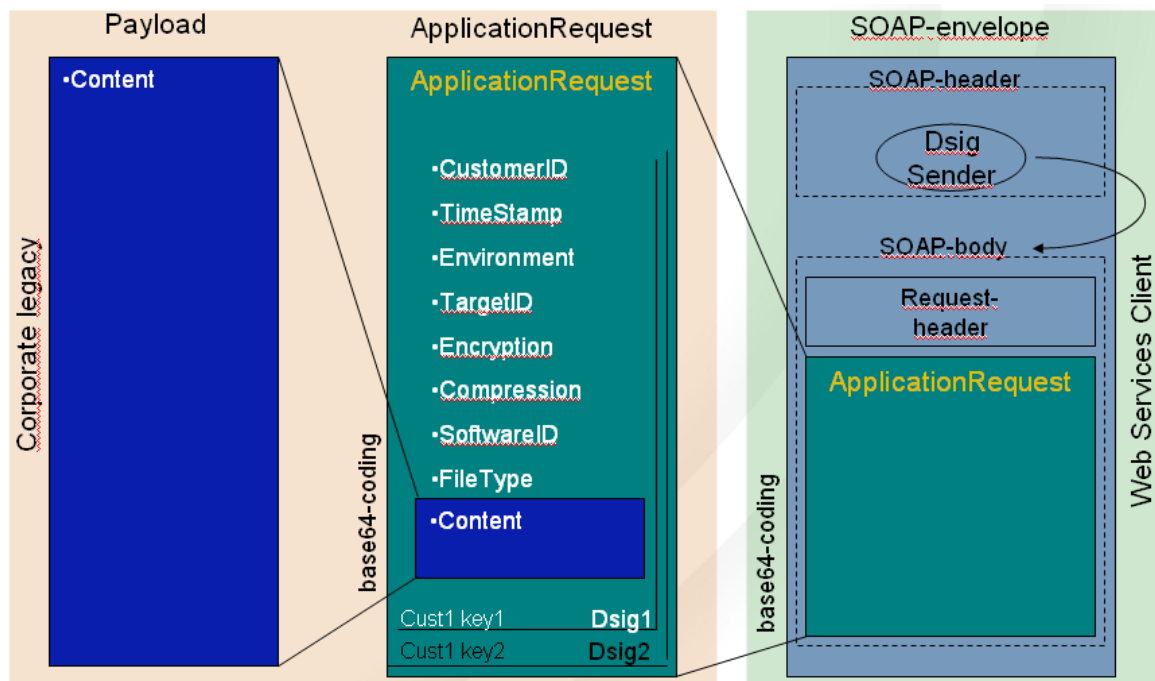 Payload
•Content
Corporate legacy
ApplicationRequest
ApplicationRequest
•CustomerID
•TimeStamp
•Environment
•TargetID
•Encryption
•Compression
•SoftwareID
•FileType
•Content
base64-coding
Cust1 key1 Dsig1
Cust1 key2 Dsig2
SOAP-envelope
SOAP-header
Dsig
Sender
SOAP-body
Request-
header
ApplicationRequest
base64-coding
Web Services Client